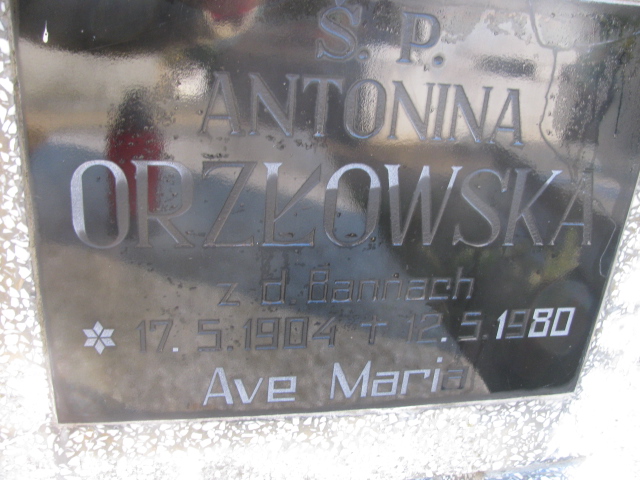 Ś. P.
ANTONINA
ORZŁOWSKA
z d. Bannach
* 17.5.1904 † 12.5.1980
Ave Maria